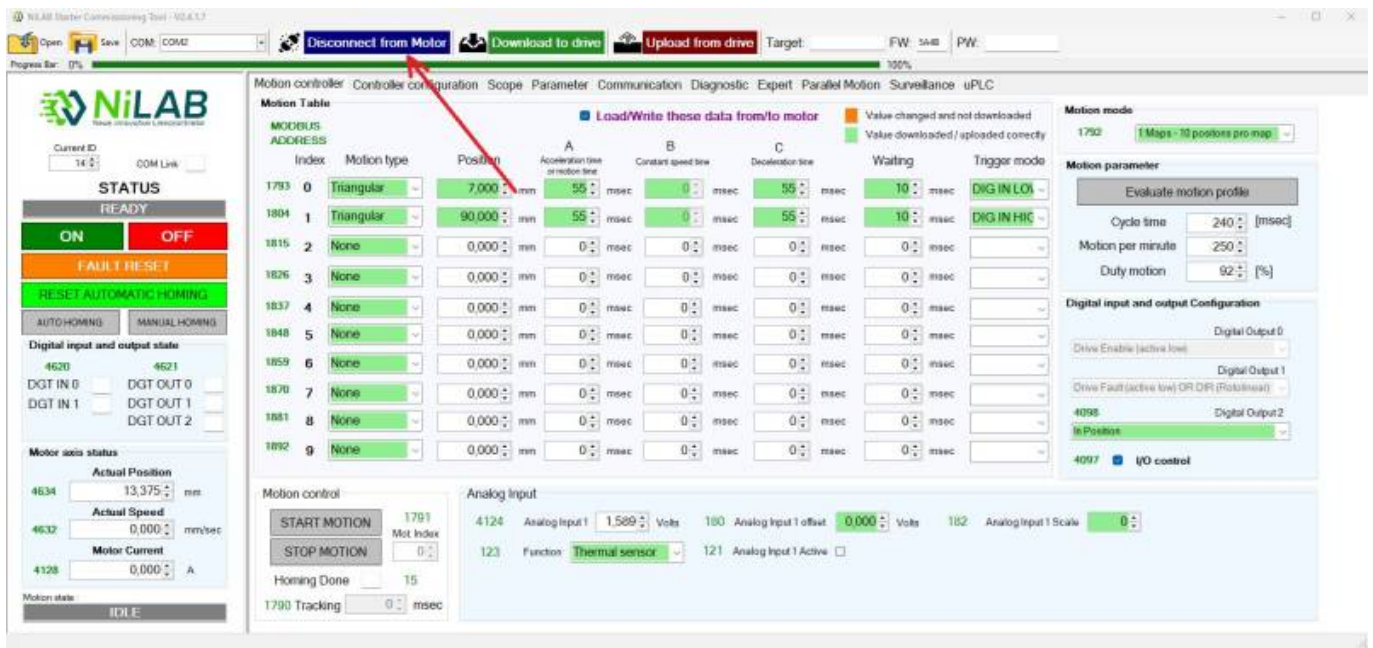 NiLAB Starter Commissioning Tool - V2.4.1.7
Open Save COM: COM2 Disconnect from Motor Download to drive Upload from drive Target: FW: PW:
Progress Bar: 0% 100%
Motion controller Controller configuration Scope Parameter Communication Diagnostic Expert Parallel Motion Surveillance uPLC
NiLAB
Current ID
14 COM Link
STATUS
READY
ON OFF
FAULT RESET
RESET AUTOMATIC HOMING
AUTO HOMING MANUAL HOMING
Digital input and output state
4620 4621
DGT IN 0 DGT OUT 0
DGT IN 1 DGT OUT 1
DGT OUT 2
Motor axis status
Actual Position
4634 13,375 mm
Actual Speed
4632 0,000 mm/sec
Motor Current
4128 0,000 A
Motion state
IDLE
Motion Table
Load/Write these data from/to motor
Value changed and not downloaded
Value downloaded / uploaded correctly
MODBUS
ADDRESS
A B C
Index Motion type Position Acceleration time or motion time Constant speed time Deceleration time Waiting Trigger mode
1793 0 Triangular 7,000 mm 55 msec 0 msec 55 msec 10 msec DIG IN LOV
1804 1 Triangular 90,000 mm 55 msec 0 msec 55 msec 10 msec DIG IN HIC
1815 2 None 0,000 mm 0 msec 0 msec 0 msec 0 msec
1826 3 None 0,000 mm 0 msec 0 msec 0 msec 0 msec
1837 4 None 0,000 mm 0 msec 0 msec 0 msec 0 msec
1848 5 None 0,000 mm 0 msec 0 msec 0 msec 0 msec
1859 6 None 0,000 mm 0 msec 0 msec 0 msec 0 msec
1870 7 None 0,000 mm 0 msec 0 msec 0 msec 0 msec
1881 8 None 0,000 mm 0 msec 0 msec 0 msec 0 msec
1892 9 None 0,000 mm 0 msec 0 msec 0 msec 0 msec
Motion mode
1792 1 Maps - 10 positions pro map
Motion parameter
Evaluate motion profile
Cycle time 240 [msec]
Motion per minute 250
Duty motion 92 [%]
Digital input and output Configuration
Digital Output 0
Drive Enable (active low)
Digital Output 1
Drive Fault (active low) OR DIR (Rotolinear)
4098 Digital Output 2
In Position
4097 I/O control
Motion control
START MOTION 1791
Mot Index
STOP MOTION 0
Homing Done 15
1790 Tracking 0 msec
Analog Input
4124 Analog Input 1 1,589 Volts 180 Analog Input 1 offset 0,000 Volts 182 Analog Input 1 Scale 0
123 Function Thermal sensor 121 Analog Input 1 Active